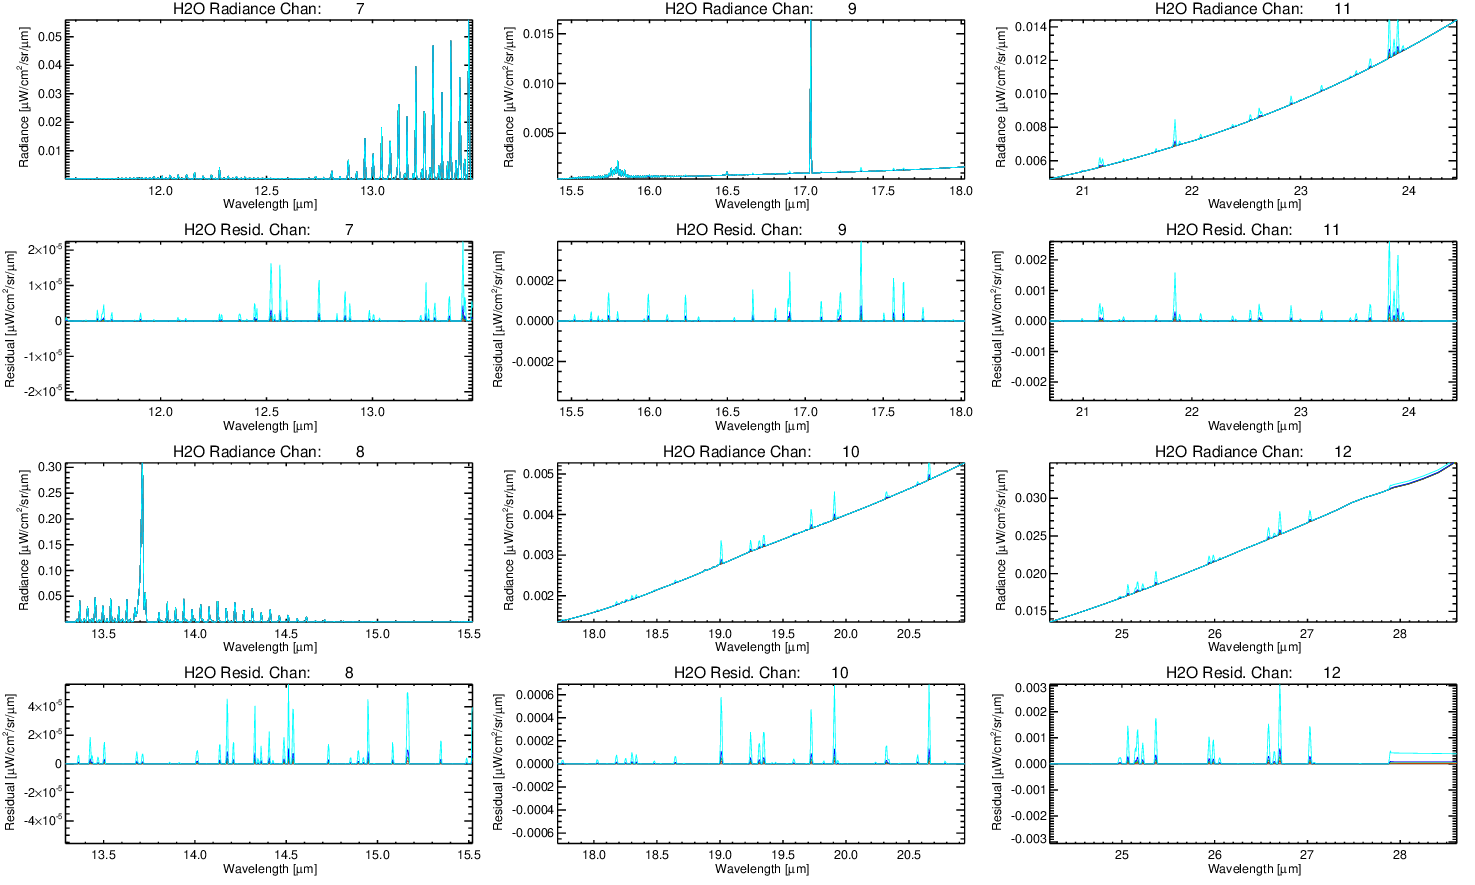 H2O Radiance Chan: 7
Radiance [μW/cm²/sr/μm]
0.05
0.04
0.03
0.02
0.01
12.0 12.5 13.0
Wavelength [μm]
H2O Radiance Chan: 9
Radiance [μW/cm²/sr/μm]
0.015
0.010
0.005
15.5 16.0 16.5 17.0 17.5 18.0
Wavelength [μm]
H2O Radiance Chan: 11
Radiance [μW/cm²/sr/μm]
0.014
0.012
0.010
0.008
0.006
21 22 23 24
Wavelength [μm]
H2O Resid. Chan: 7
Residual [μW/cm²/sr/μm]
2×10⁻⁵
1×10⁻⁵
0
-1×10⁻⁵
-2×10⁻⁵
12.0 12.5 13.0
Wavelength [μm]
H2O Resid. Chan: 9
Residual [μW/cm²/sr/μm]
0.0002
0.0000
-0.0002
15.5 16.0 16.5 17.0 17.5 18.0
Wavelength [μm]
H2O Resid. Chan: 11
Residual [μW/cm²/sr/μm]
0.002
0.001
0.000
-0.001
-0.002
21 22 23 24
Wavelength [μm]
H2O Radiance Chan: 8
Radiance [μW/cm²/sr/μm]
0.30
0.25
0.20
0.15
0.10
0.05
13.5 14.0 14.5 15.0 15.5
Wavelength [μm]
H2O Radiance Chan: 10
Radiance [μW/cm²/sr/μm]
0.005
0.004
0.003
0.002
18.0 18.5 19.0 19.5 20.0 20.5
Wavelength [μm]
H2O Radiance Chan: 12
Radiance [μW/cm²/sr/μm]
0.030
0.025
0.020
0.015
25 26 27 28
Wavelength [μm]
H2O Resid. Chan: 8
Residual [μW/cm²/sr/μm]
4×10⁻⁵
2×10⁻⁵
0
-2×10⁻⁵
-4×10⁻⁵
13.5 14.0 14.5 15.0 15.5
Wavelength [μm]
H2O Resid. Chan: 10
Residual [μW/cm²/sr/μm]
0.0006
0.0004
0.0002
0.0000
-0.0002
-0.0004
-0.0006
18.0 18.5 19.0 19.5 20.0 20.5
Wavelength [μm]
H2O Resid. Chan: 12
Residual [μW/cm²/sr/μm]
0.003
0.002
0.001
0.000
-0.001
-0.002
-0.003
25 26 27 28
Wavelength [μm]